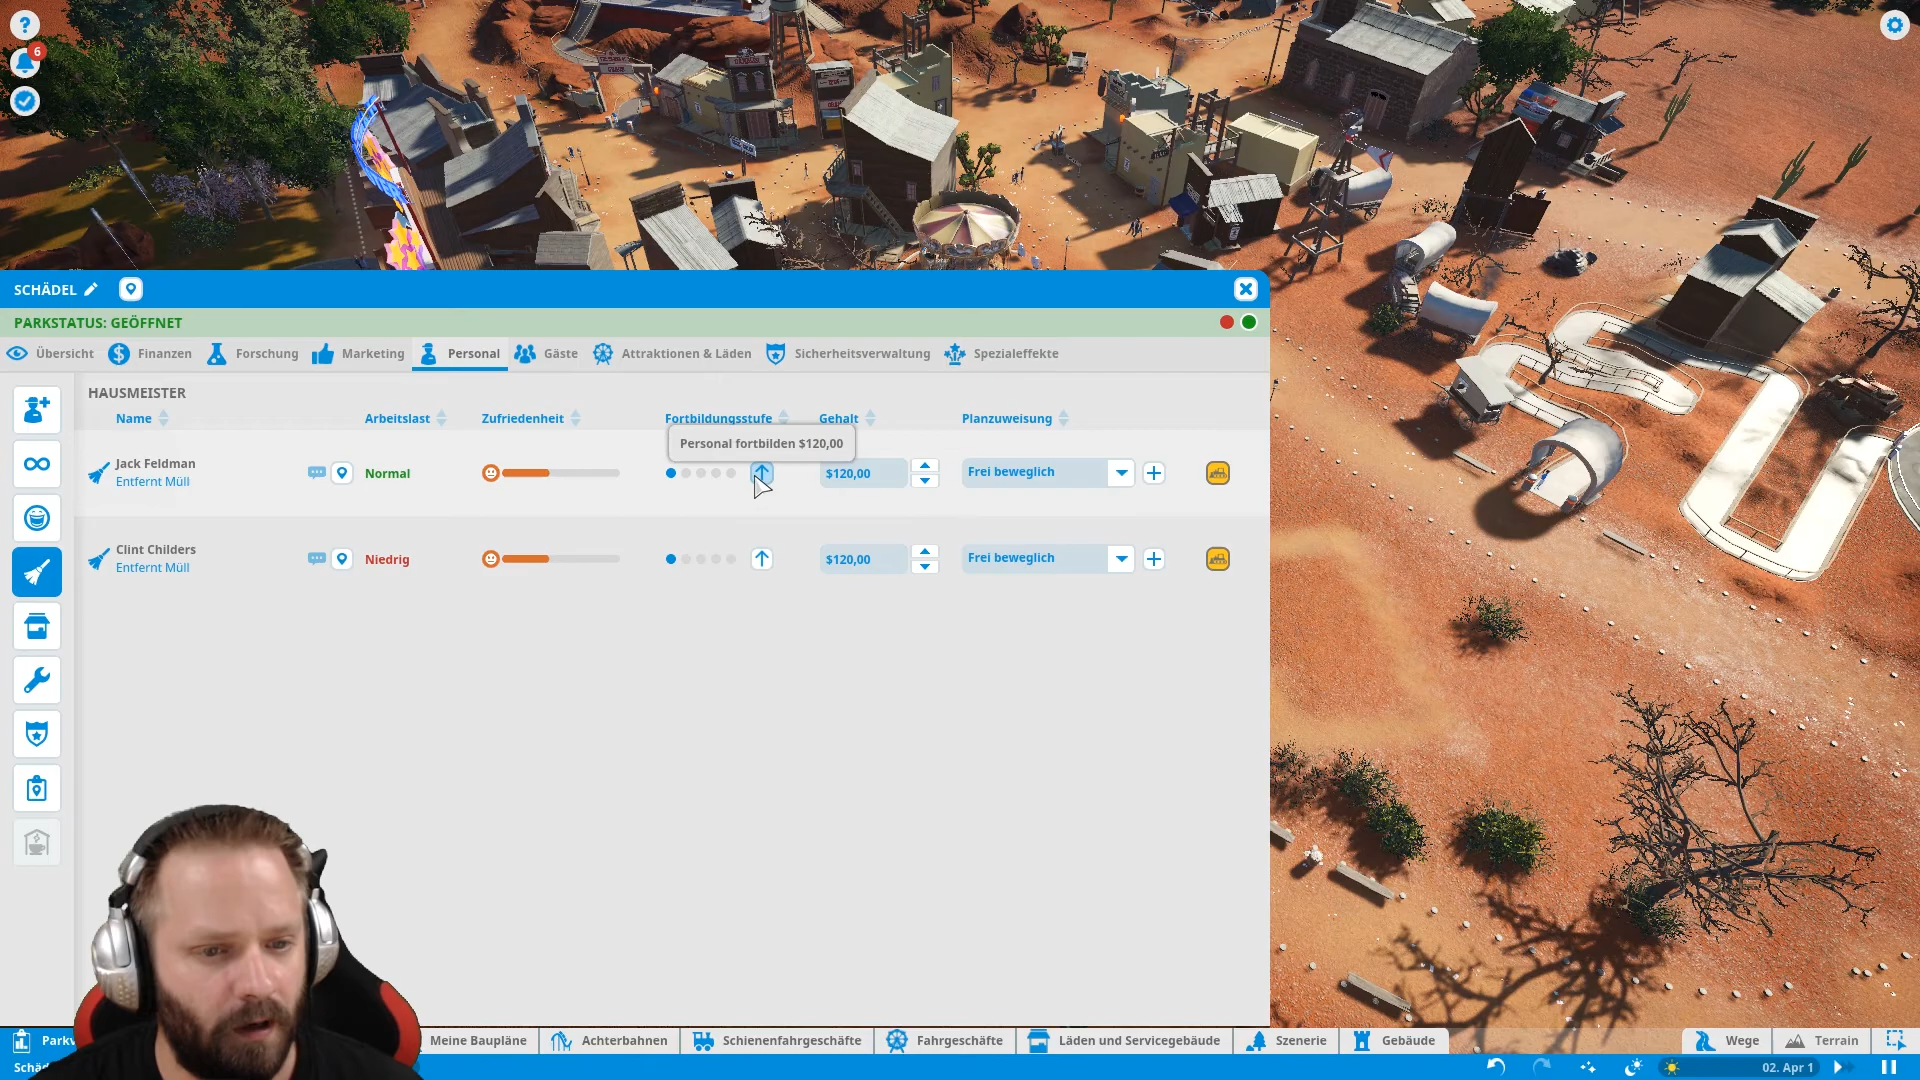 ?
6
SCHÄDEL
PARKSTATUS: GEÖFFNET
Übersicht
Finanzen
Forschung
Marketing
Personal
Gäste
Attraktionen & Läden
Sicherheitsverwaltung
Spezialeffekte
HAUSMEISTER
Name
Arbeitslast
Zufriedenheit
Fortbildungsstufe
Gehalt
Planzuweisung
Personal fortbilden $120,00
Jack Feldman
Entfernt Müll
Normal
$120,00
Frei beweglich
Clint Childers
Entfernt Müll
Niedrig
$120,00
Frei beweglich
Meine Baupläne
Achterbahnen
Schienenfahrgeschäfte
Fahrgeschäfte
Läden und Servicegebäude
Szenerie
Gebäude
Wege
Terrain
02. Apr 1